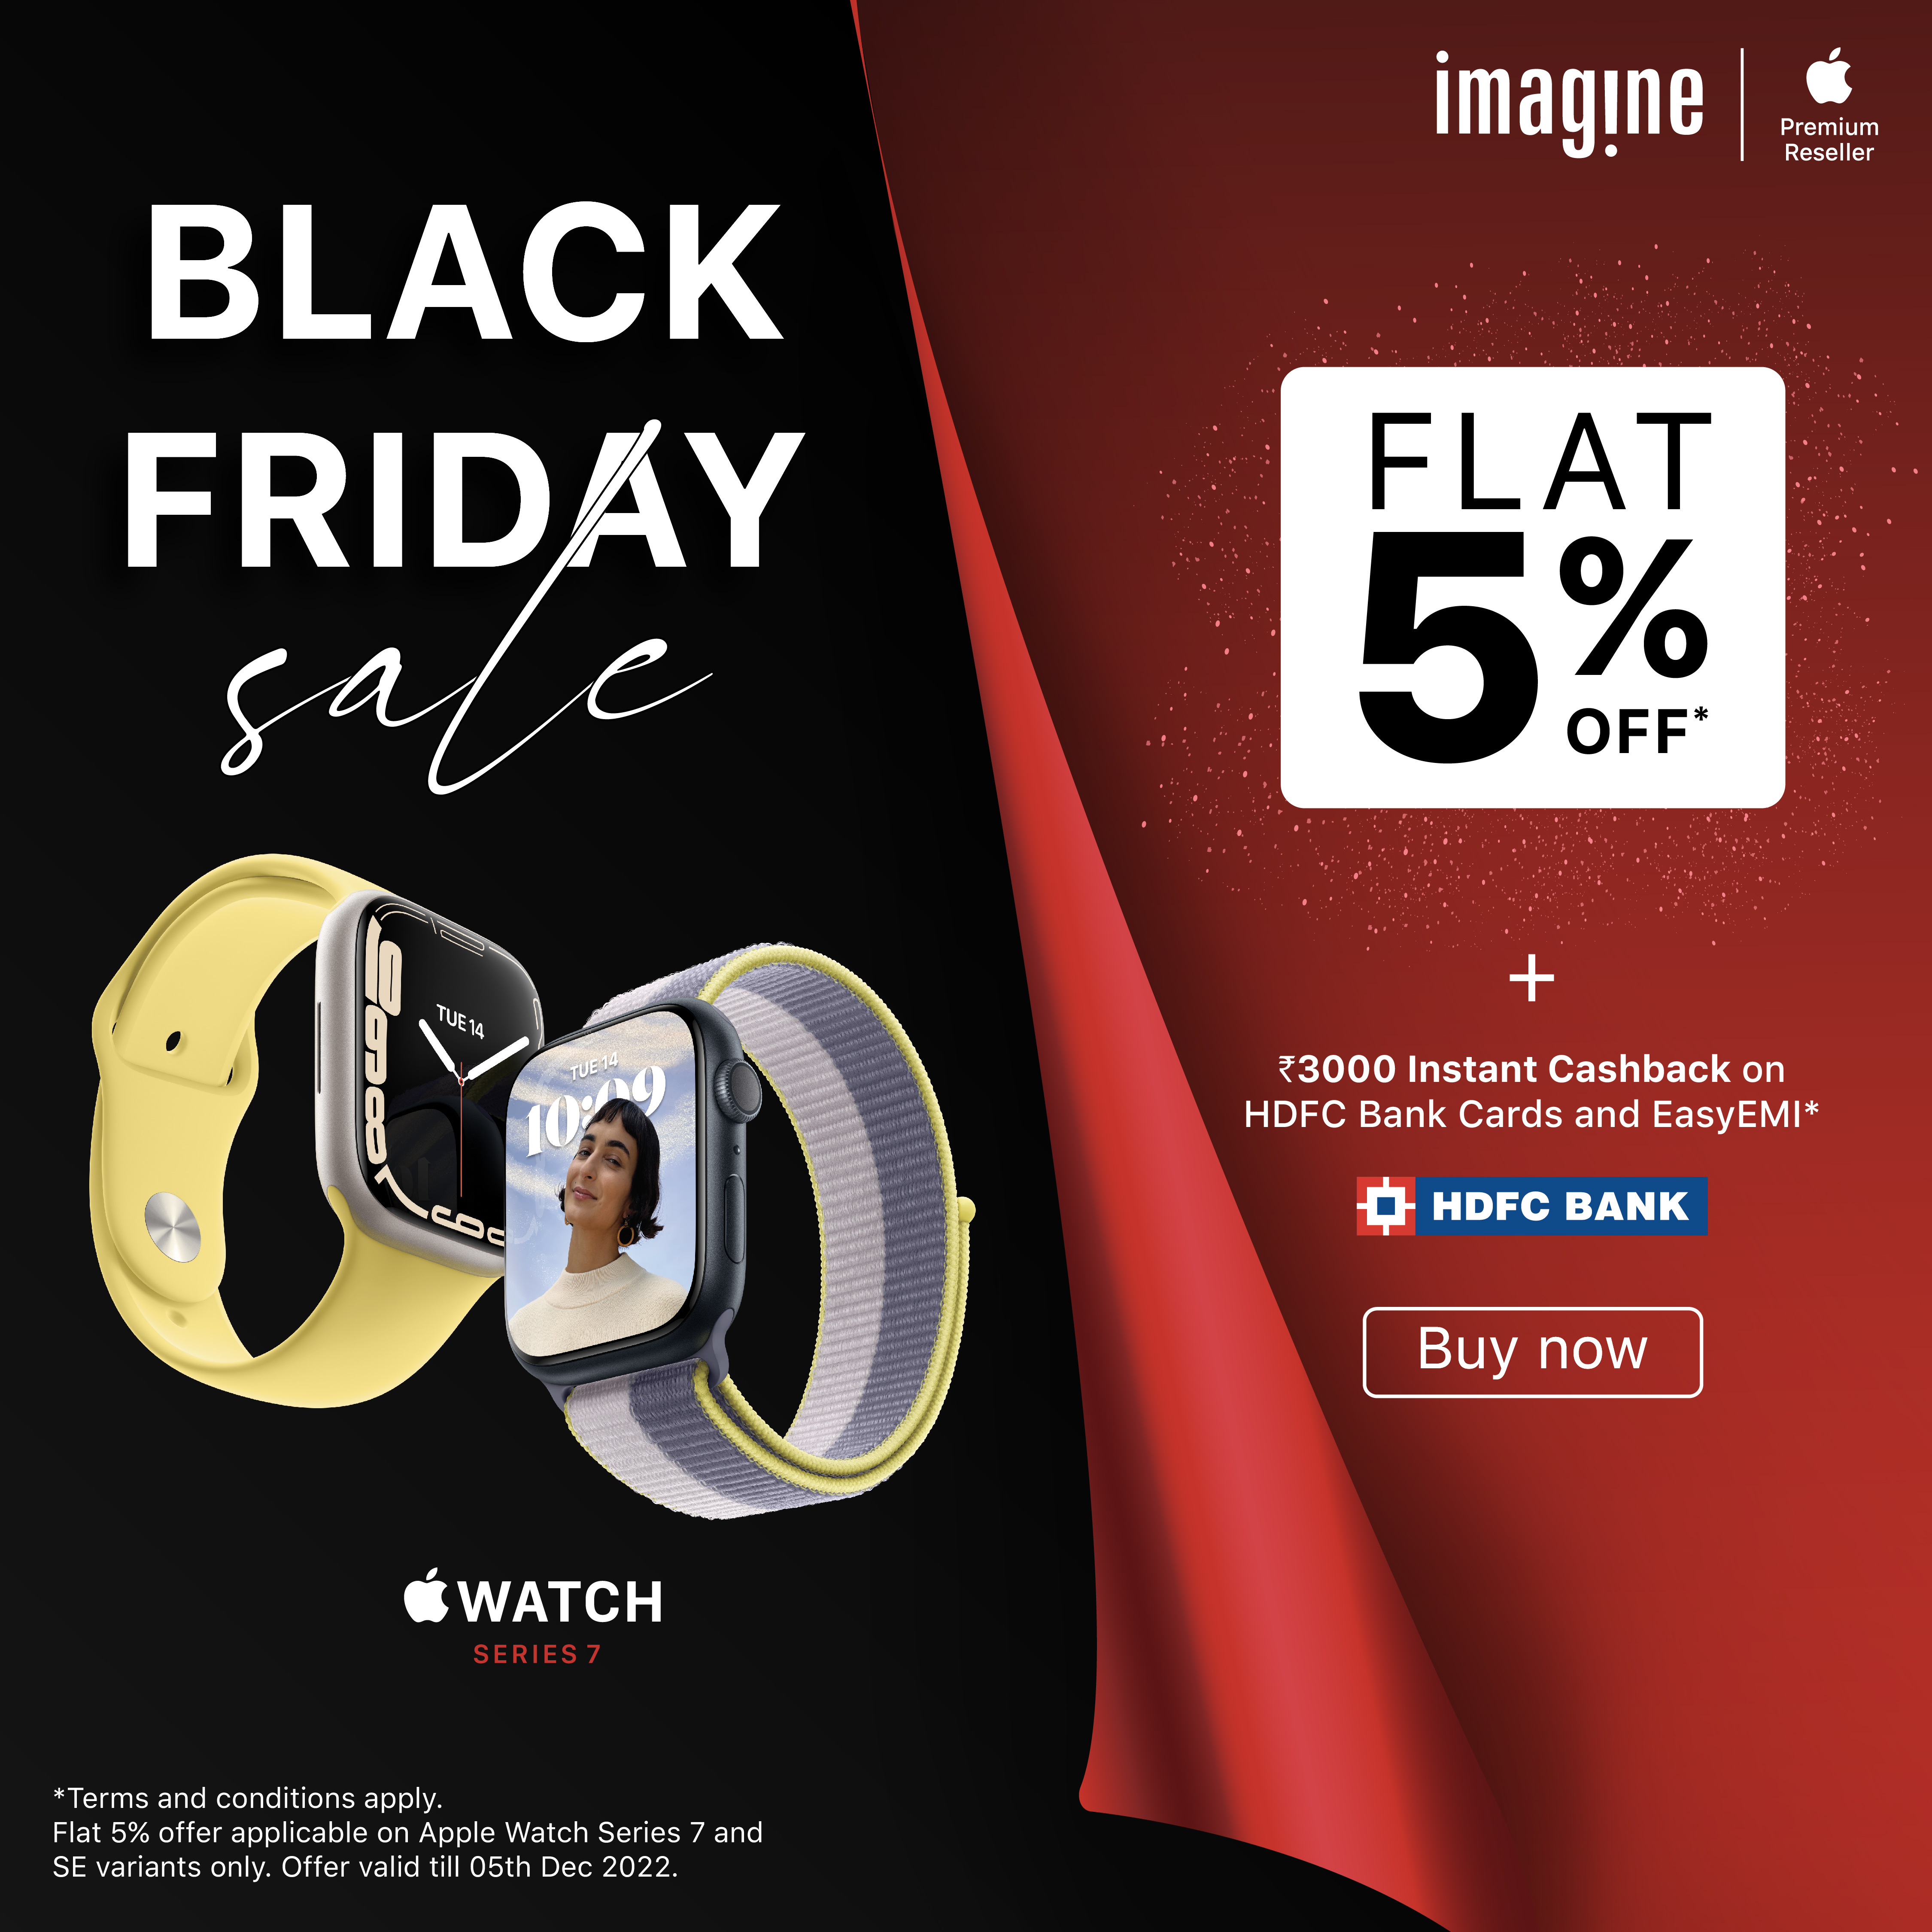 BLACK
FRIDAY
sale
imagine
Premium
Reseller
FLAT
5%
OFF*
+
₹3000 Instant Cashback on
HDFC Bank Cards and EasyEMI*
HDFC BANK
Buy now
TUE 14
TUE 14
10:09
WATCH
SERIES 7
*Terms and conditions apply.
Flat 5% offer applicable on Apple Watch Series 7 and
SE variants only. Offer valid till 05th Dec 2022.